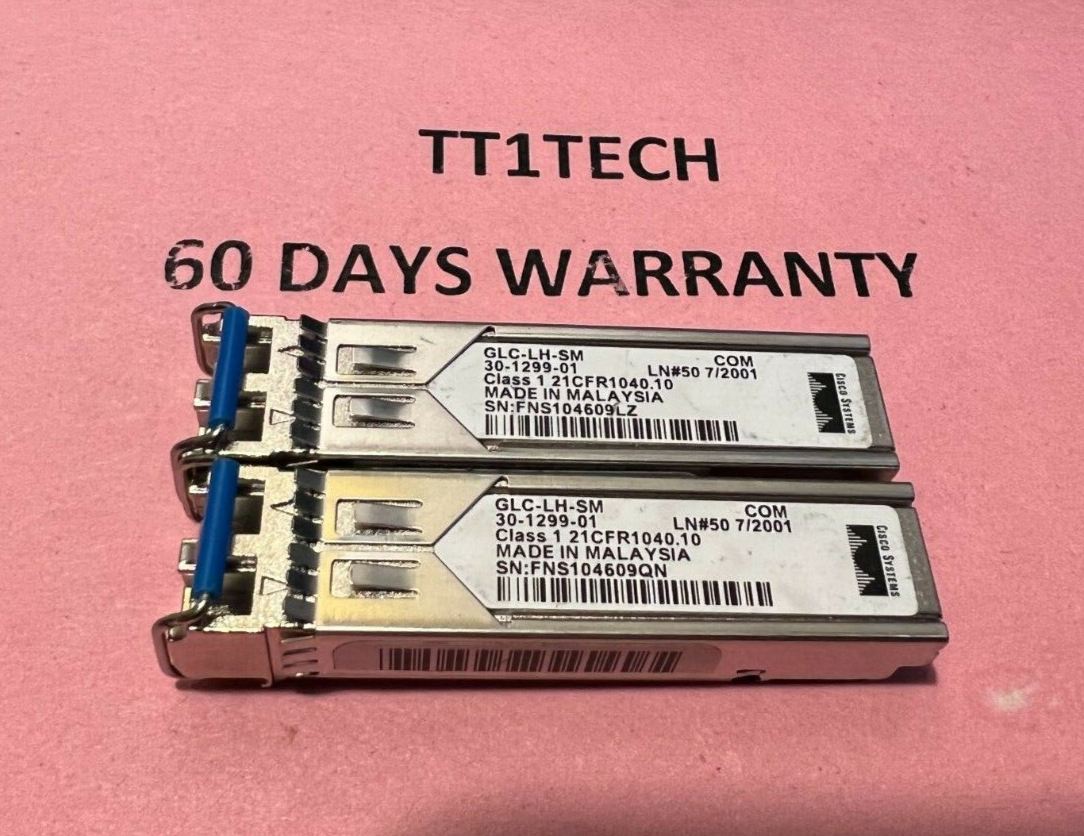 TT1TECH
60 DAYS WARRANTY
GLC-LH-SM COM
30-1299-01 LN#50 7/2001
Class 1 21CFR1040.10
MADE IN MALAYSIA
SN:FNS104609LZ
CISCO SYSTEMS
GLC-LH-SM COM
30-1299-01 LN#50 7/2001
Class 1 21CFR1040.10
MADE IN MALAYSIA
SN:FNS104609QN
CISCO SYSTEMS